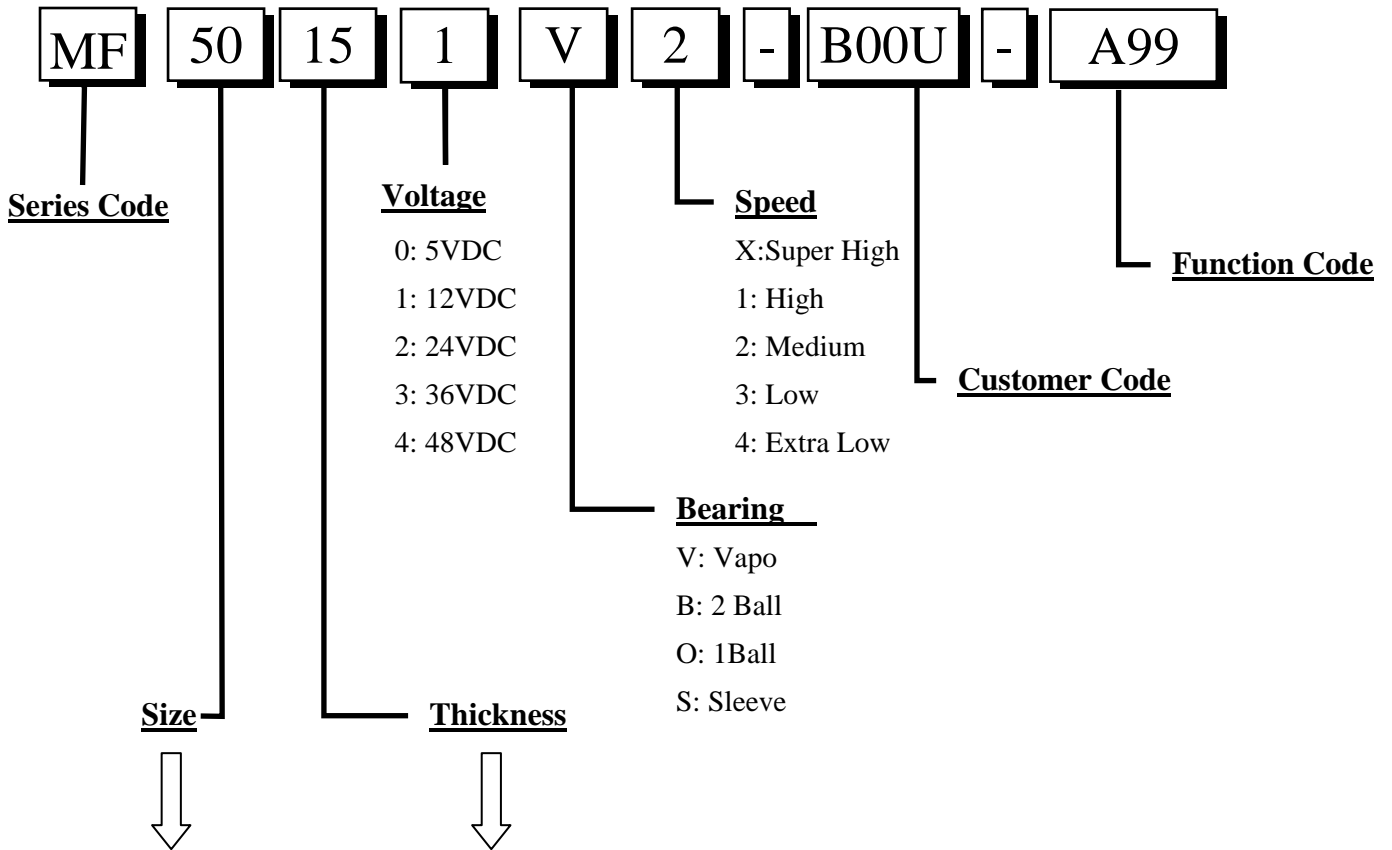 MF 50 15 1 V 2 - B00U - A99
Series Code
Voltage
0: 5VDC
1: 12VDC
2: 24VDC
3: 36VDC
4: 48VDC
Speed
X:Super High
1: High
2: Medium
3: Low
4: Extra Low
Function Code
Customer Code
Bearing
V: Vapo
B: 2 Ball
O: 1Ball
S: Sleeve
Size
Thickness